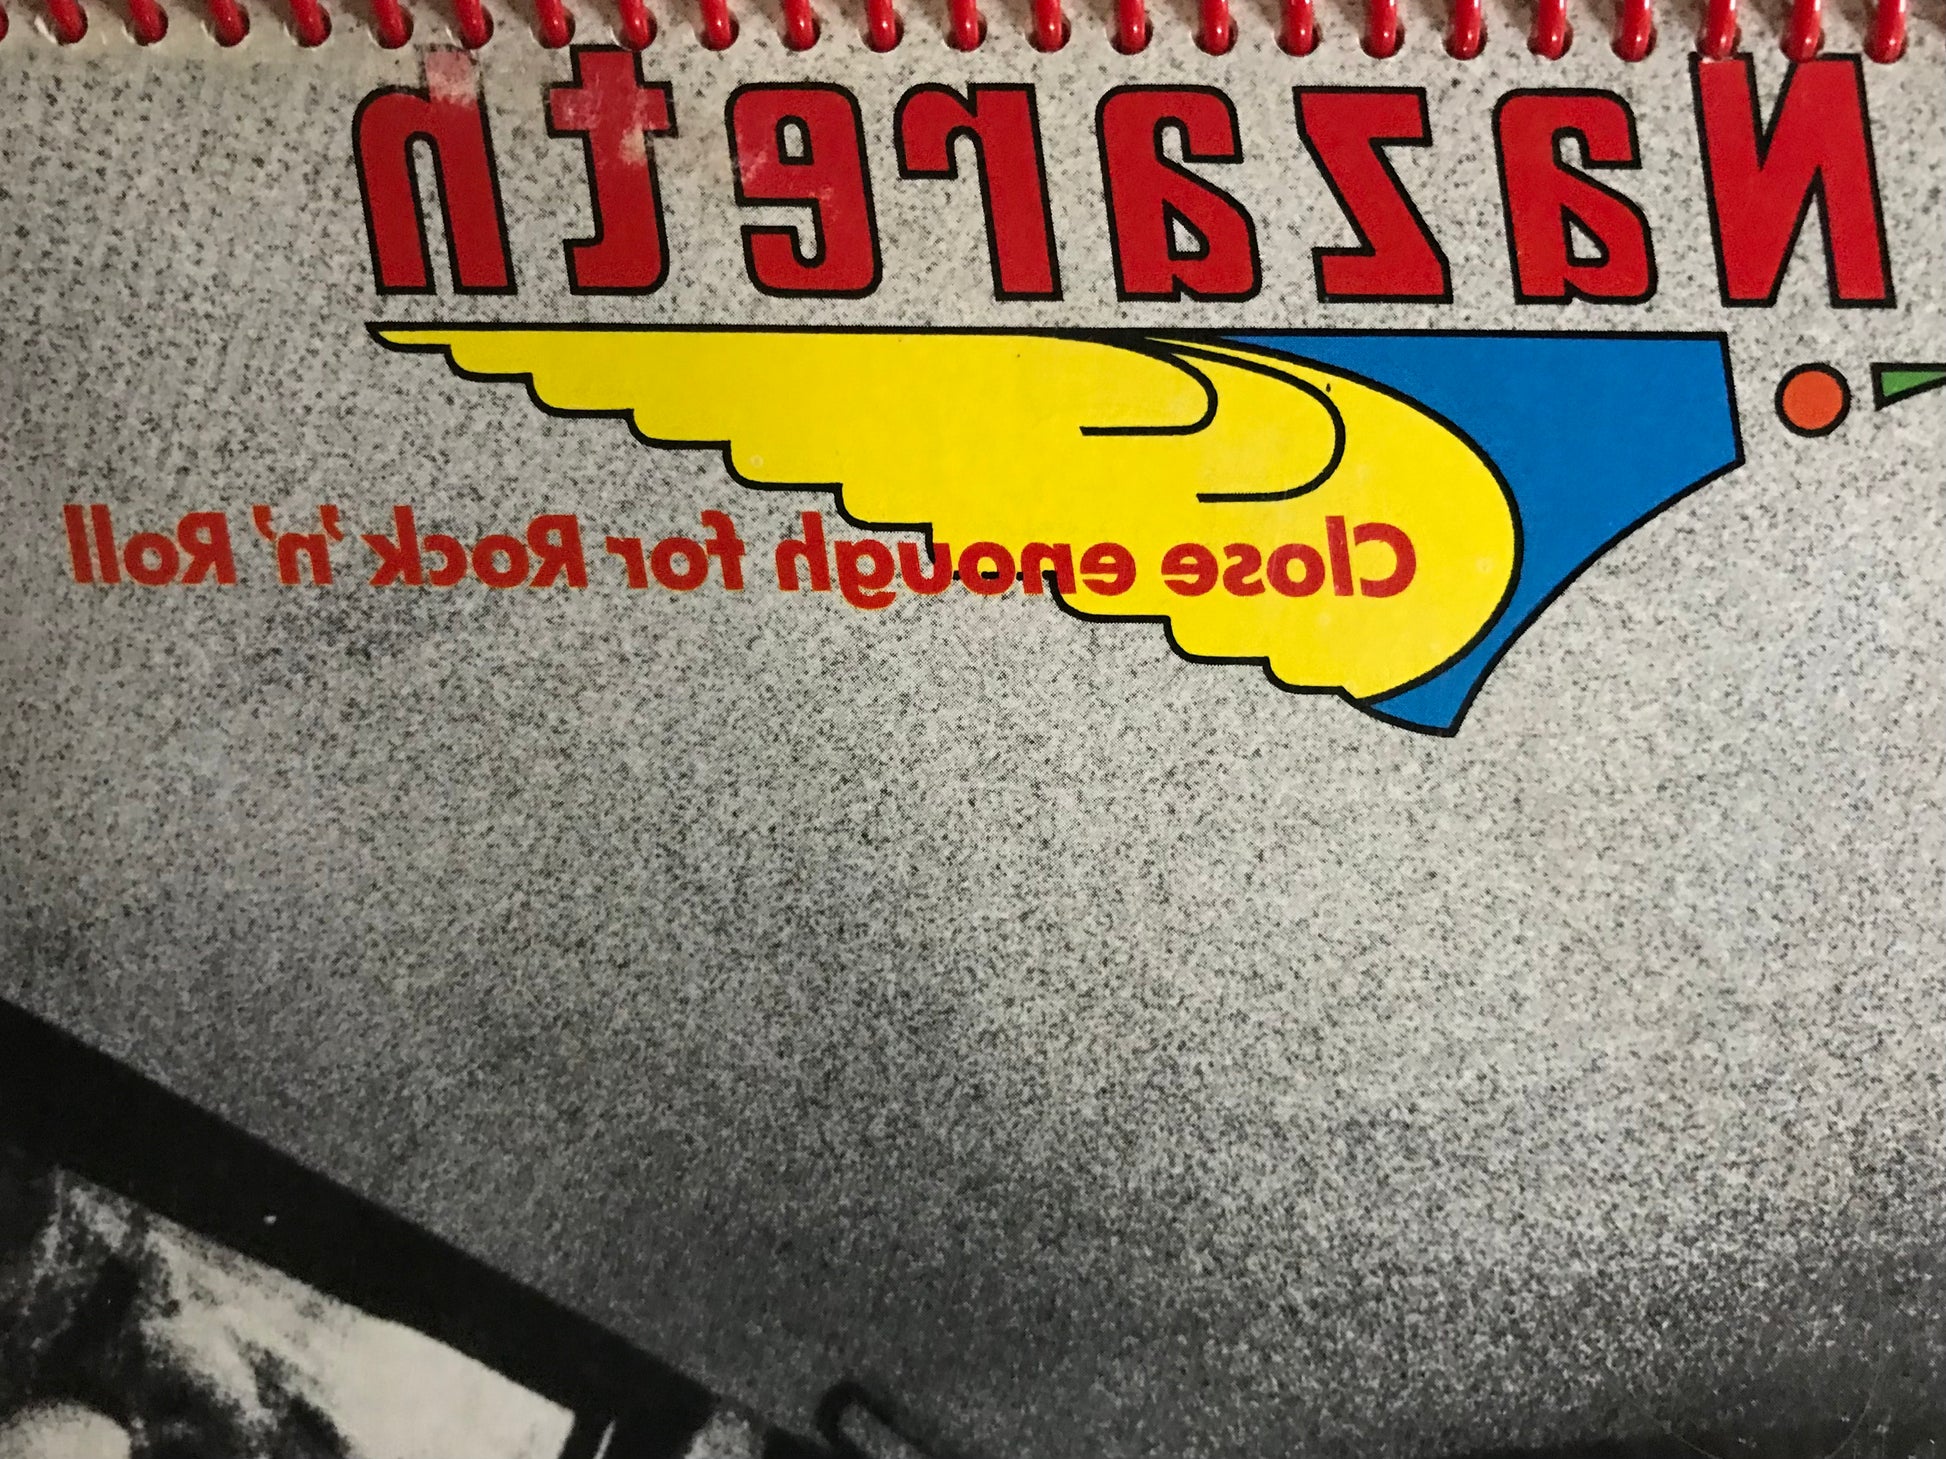 Nazareth
Close enough for Rock 'n' Roll